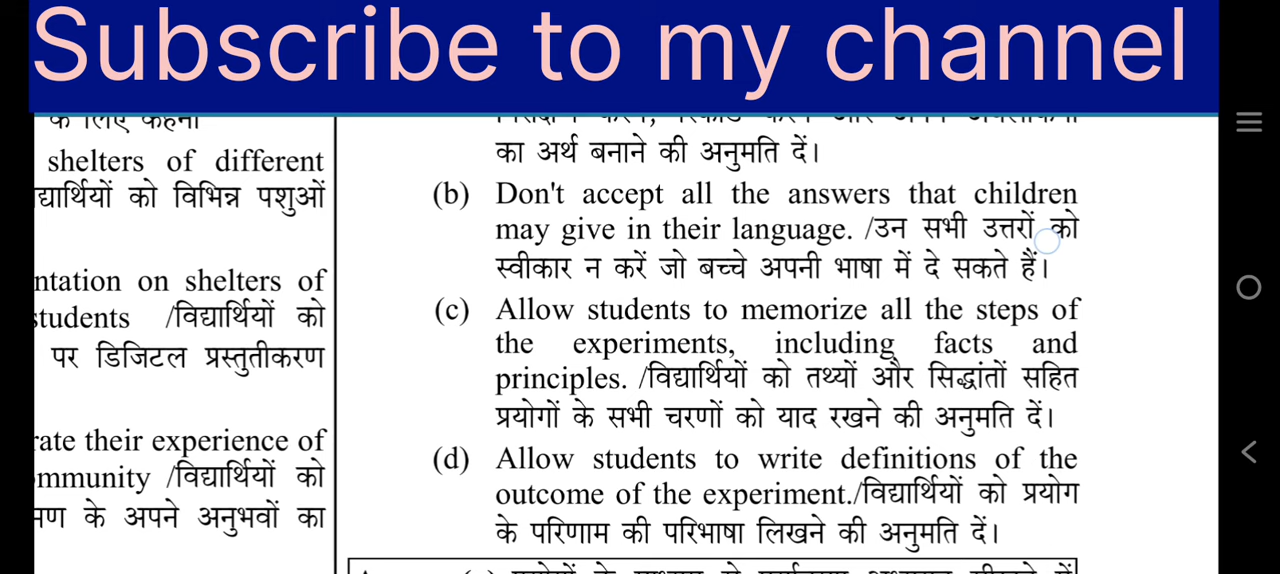 Subscribe to my channel
के लिए कहना
shelters of different
द्यार्थियों को विभिन्न पशुओं
ntation on shelters of
students /विद्यार्थियों को
पर डिजिटल प्रस्तुतीकरण
rate their experience of
mmunity /विद्यार्थियों को
मण के अपने अनुभवों का
का अर्थ बनाने की अनुमति दें।
(b) Don't accept all the answers that children
may give in their language. /उन सभी उत्तरों को
स्वीकार न करें जो बच्चे अपनी भाषा में दे सकते हैं।
(c) Allow students to memorize all the steps of
the experiments, including facts and
principles. /विद्यार्थियों को तथ्यों और सिद्धांतों सहित
प्रयोगों के सभी चरणों को याद रखने की अनुमति दें।
(d) Allow students to write definitions of the
outcome of the experiment./विद्यार्थियों को प्रयोग
के परिणाम की परिभाषा लिखने की अनुमति दें।